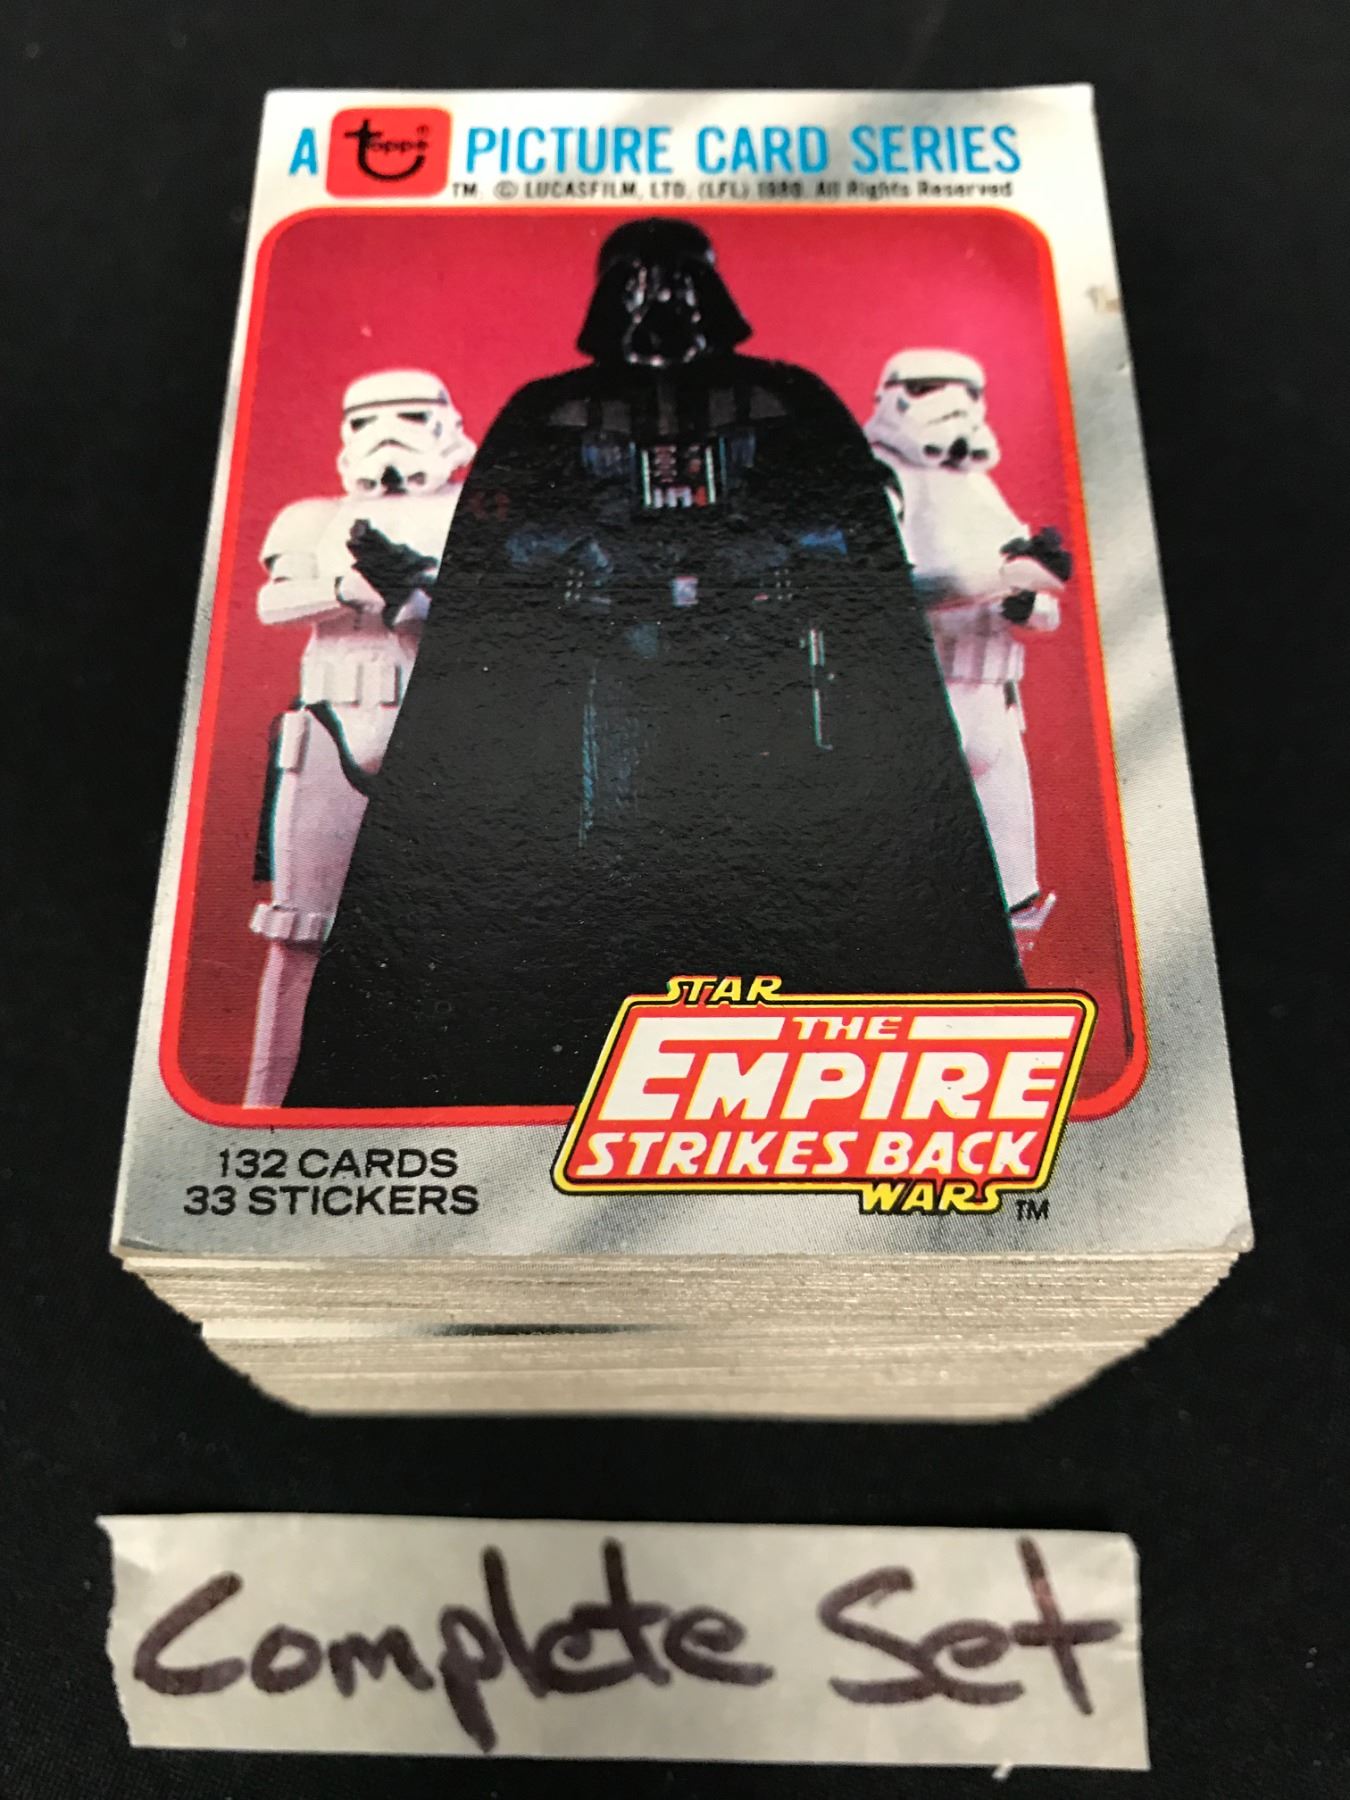 A Topps® PICTURE CARD SERIES
TM. © LUCASFILM, LTD. (LFL) 1980. All Rights Reserved
STAR
THE
EMPIRE
STRIKES BACK
WARS TM
132 CARDS
33 STICKERS
Complete Set